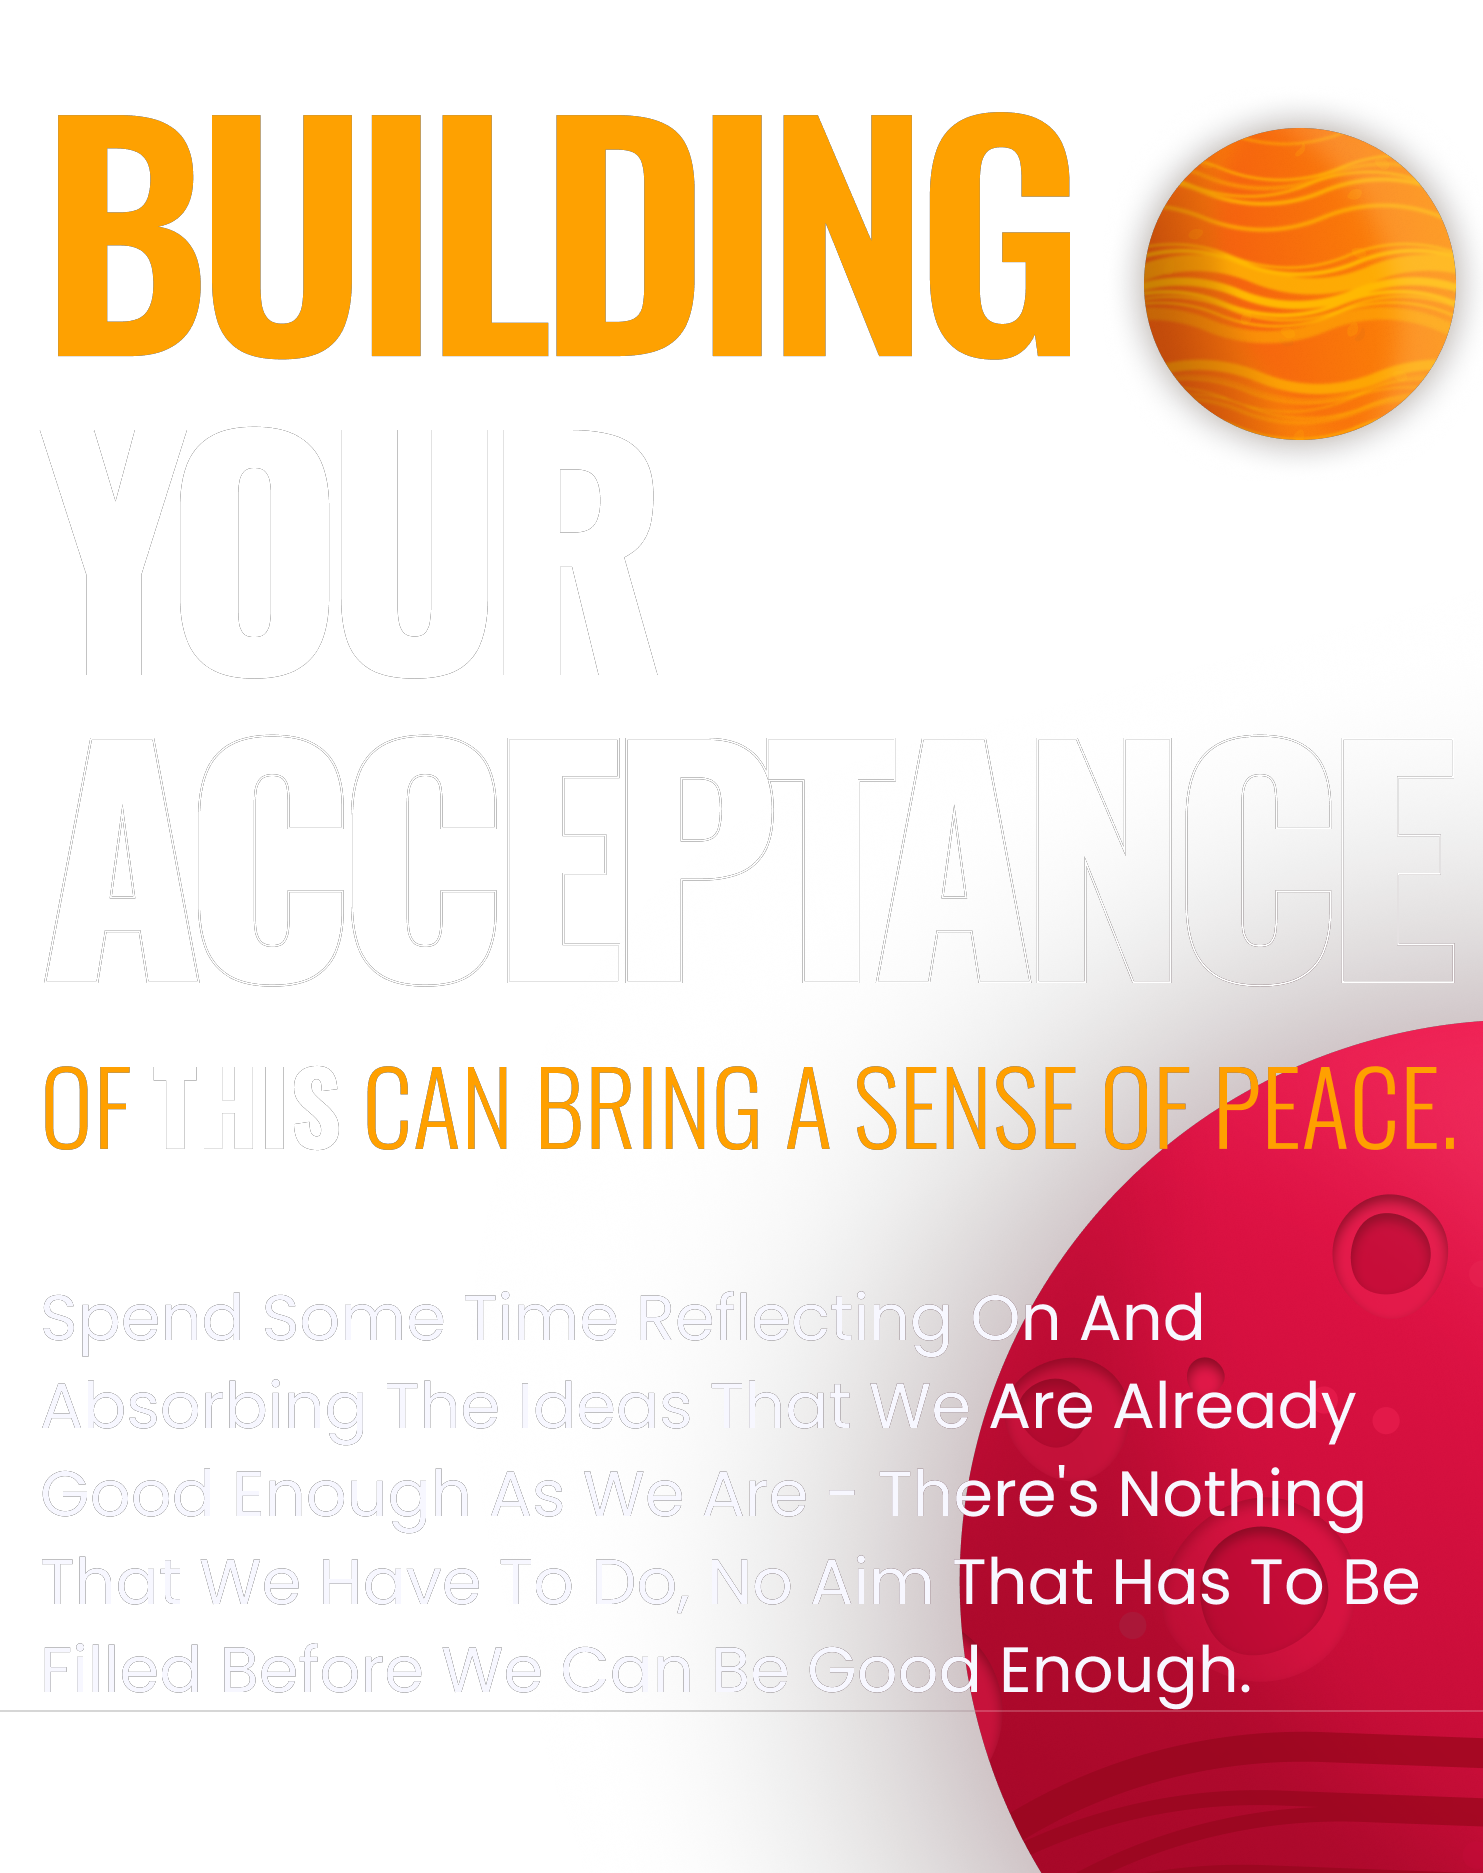 BUILDING
YOUR
ACCEPTANCE
OF THIS CAN BRING A SENSE OF PEACE.
Spend Some Time Reflecting On And
Absorbing The Ideas That We Are Already
Good Enough As We Are - There's Nothing
That We Have To Do, No Aim That Has To Be
Filled Before We Can Be Good Enough.